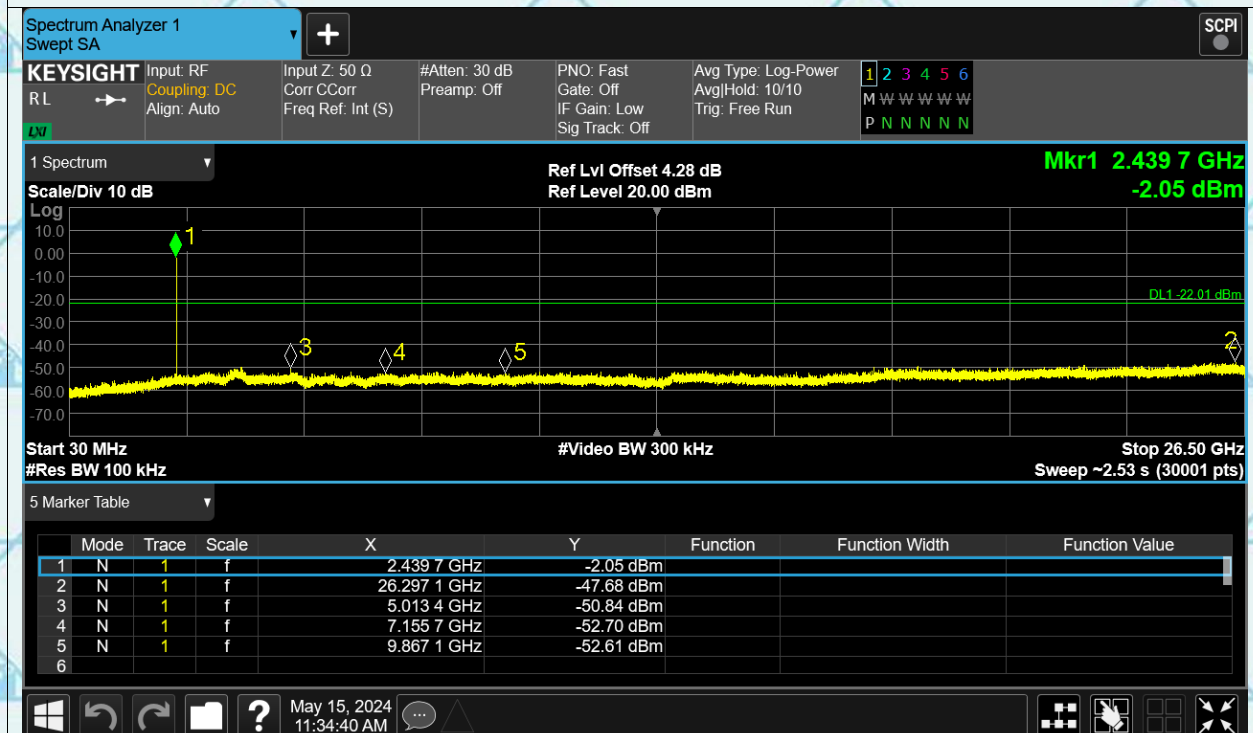 Spectrum Analyzer 1
Swept SA
+
SCPI
KEYSIGHT
R L
LXI
Input: RF
Coupling: DC
Align: Auto
Input Z: 50 Ω
Corr CCorr
Freq Ref: Int (S)
#Atten: 30 dB
Preamp: Off
PNO: Fast
Gate: Off
IF Gain: Low
Sig Track: Off
Avg Type: Log-Power
Avg|Hold: 10/10
Trig: Free Run
1 2 3 4 5 6
M W W W W W
P N N N N N
1 Spectrum
Scale/Div 10 dB
Ref Lvl Offset 4.28 dB
Ref Level 20.00 dBm
Mkr1 2.439 7 GHz
-2.05 dBm
Log
10.0
0.00
-10.0
-20.0
-30.0
-40.0
-50.0
-60.0
-70.0
1
DL1 -22.01 dBm
3
4
5
2
Start 30 MHz
#Video BW 300 kHz
Stop 26.50 GHz
#Res BW 100 kHz
Sweep ~2.53 s (30001 pts)
5 Marker Table
Mode Trace Scale X Y Function Function Width Function Value
1 N 1 f 2.439 7 GHz -2.05 dBm
2 N 1 f 26.297 1 GHz -47.68 dBm
3 N 1 f 5.013 4 GHz -50.84 dBm
4 N 1 f 7.155 7 GHz -52.70 dBm
5 N 1 f 9.867 1 GHz -52.61 dBm
6
?
May 15, 2024
11:34:40 AM